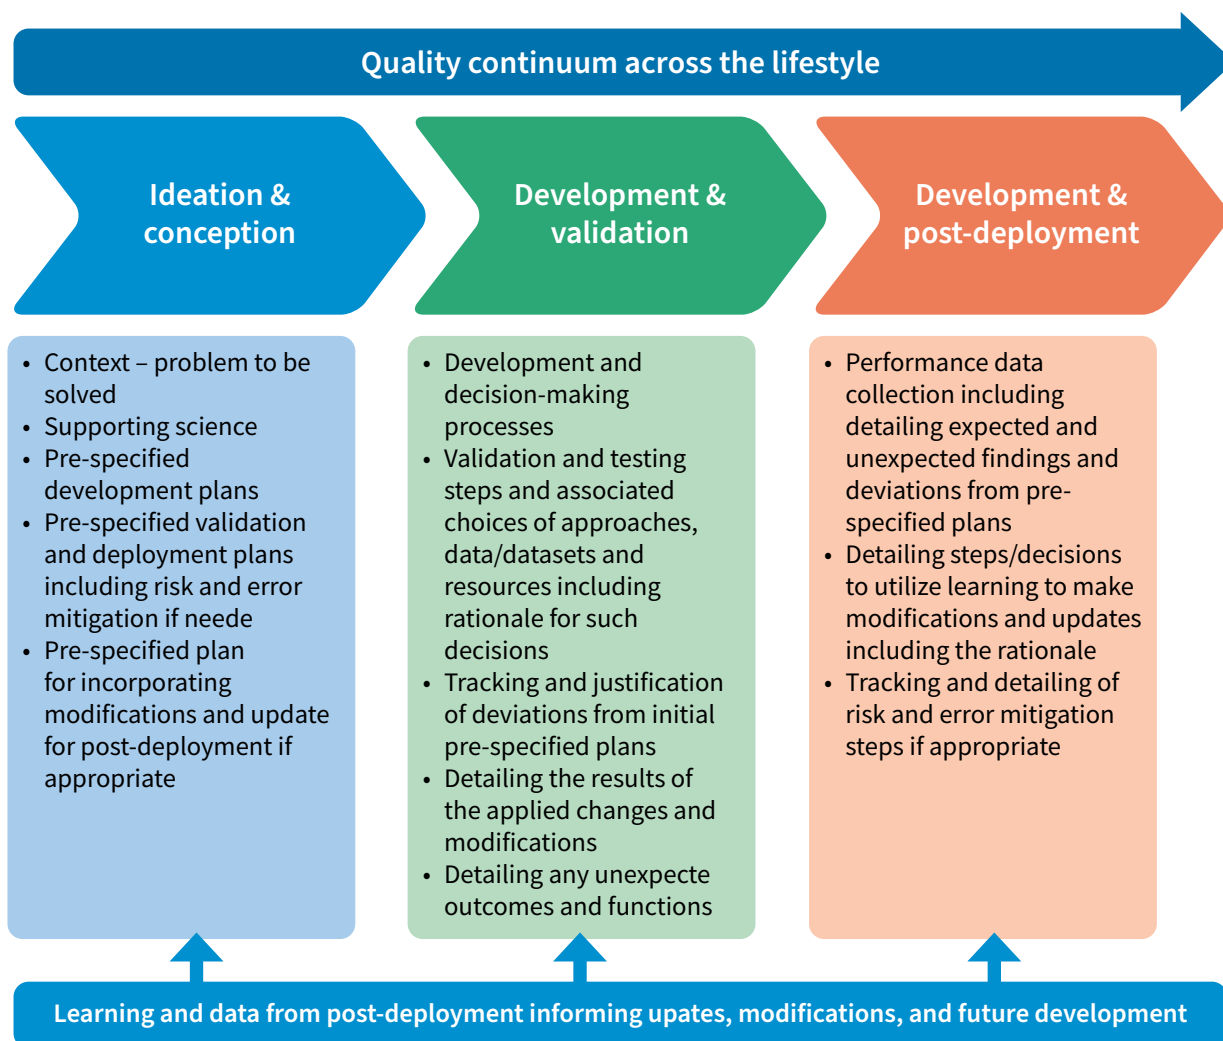 Quality continuum across the lifestyle
Ideation &
conception
Development &
validation
Development &
post-deployment
• Context – problem to be
solved
• Supporting science
• Pre-specified
development plans
• Pre-specified validation
and deployment plans
including risk and error
mitigation if neede
• Pre-specified plan
for incorporating
modifications and update
for post-deployment if
appropriate
• Development and
decision-making
processes
• Validation and testing
steps and associated
choices of approaches,
data/datasets and
resources including
rationale for such
decisions
• Tracking and justification
of deviations from initial
pre-specified plans
• Detailing the results of
the applied changes and
modifications
• Detailing any unexpecte
outcomes and functions
• Performance data
collection including
detailing expected and
unexpected findings and
deviations from pre-
specified plans
• Detailing steps/decisions
to utilize learning to make
modifications and updates
including the rationale
• Tracking and detailing of
risk and error mitigation
steps if appropriate
Learning and data from post-deployment informing upates, modifications, and future development